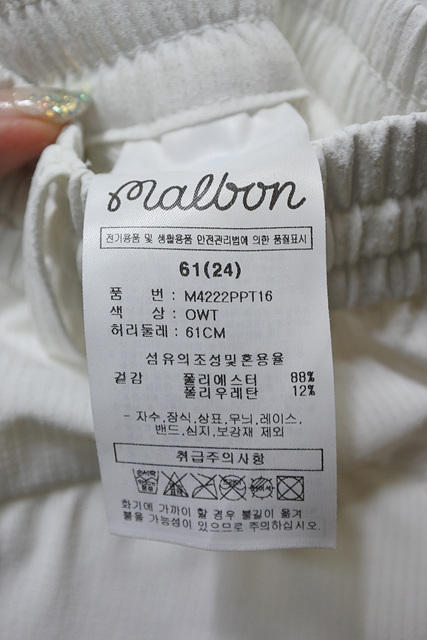 malbon
전기용품 및 생활용품 안전관리법에 의한 품질표시
61(24)
품 번 : M4222PPT16
색 상 : OWT
허리둘레 : 61CM
섬유의조성및혼용율
겉감 폴리에스터 88%
폴리우레탄 12%
- 자수,장식,상표,무늬,레이스,
밴드,심지,보강재 제외
취급주의사항
화기에 가까이 할 경우 불길이 옮겨
붙을 가능성이 있으므로 주의하십시오.